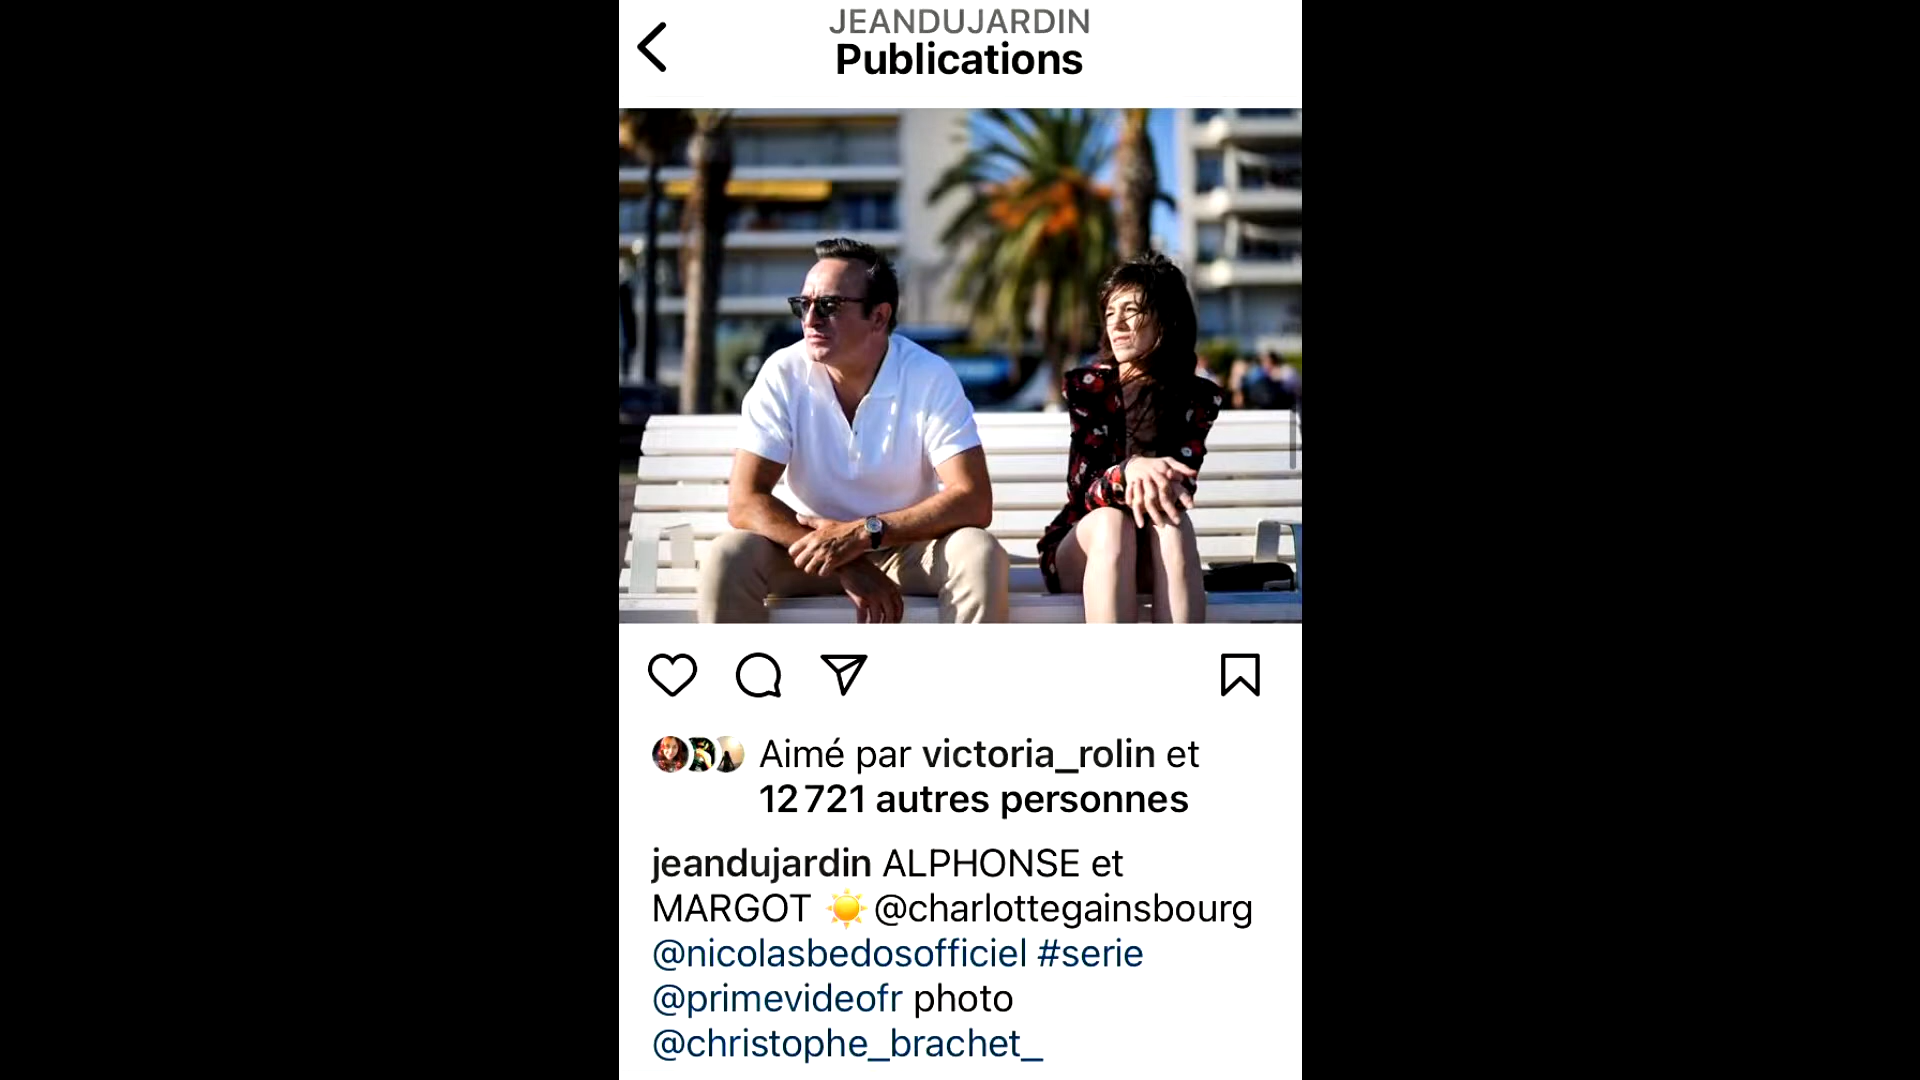 JEANDUJARDIN
Publications
Aimé par victoria_rolin et
12 721 autres personnes
jeandujardin ALPHONSE et
MARGOT ☀️ @charlottegainsbourg
@nicolasbedosofficiel #serie
@primevideofr photo
@christophe_brachet_